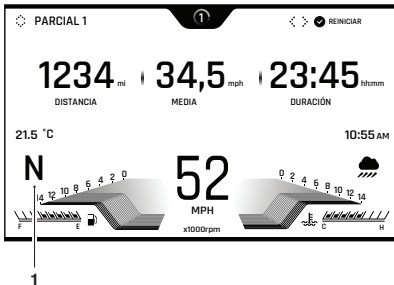 PARCIAL 1
1
REINICIAR
1234 mi
34,5 mph
23:45 hh:mm
DISTANCIA
MEDIA
DURACIÓN
21.5 °C
10:55 AM
N
14 12 10 8 6 4 2 0
52
MPH
x1000rpm
0 2 4 6 8 10 12 14
F
E
C
H
1